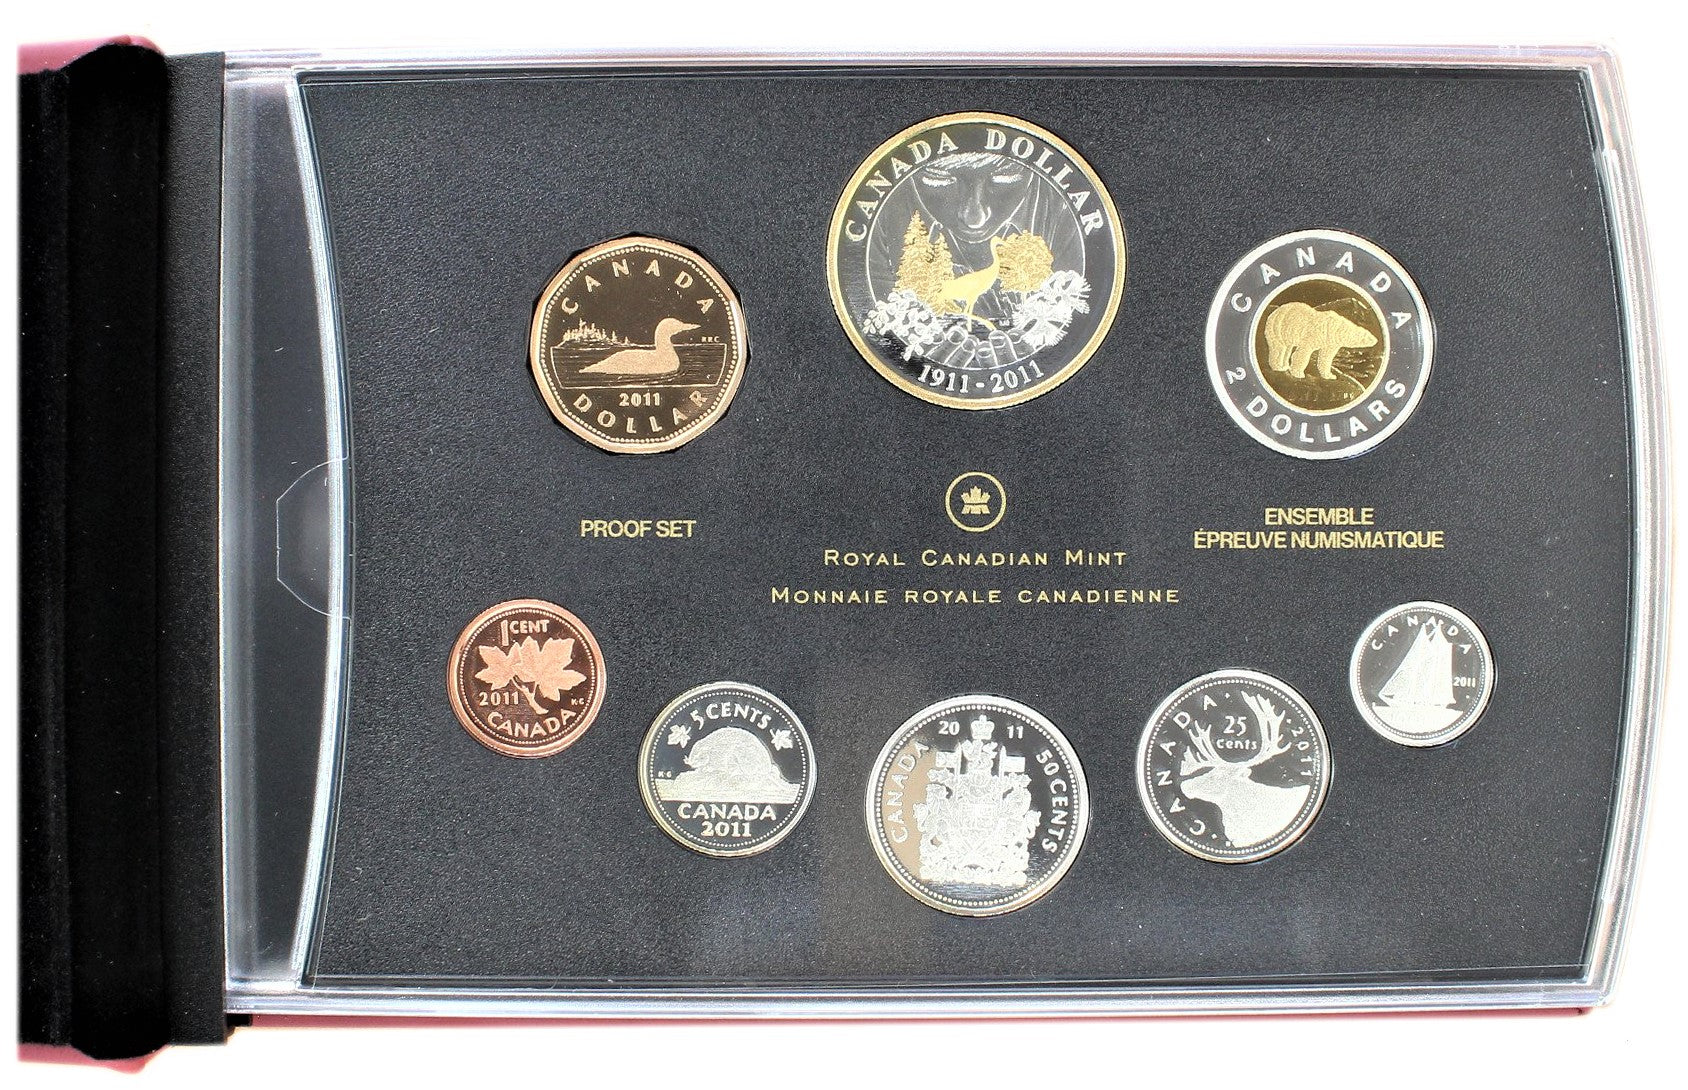 CANADA DOLLAR
1911-2011
CANADA
2011
DOLLAR
RRC
CANADA
2 DOLLARS
PROOF SET
ENSEMBLE
ÉPREUVE NUMISMATIQUE
ROYAL CANADIAN MINT
MONNAIE ROYALE CANADIENNE
1 CENT
2011
K·G
CANADA
5 CENTS
K·G
CANADA
2011
2011
CANADA
50 CENTS
CANADA
25
cents
2011
CANADA
2011